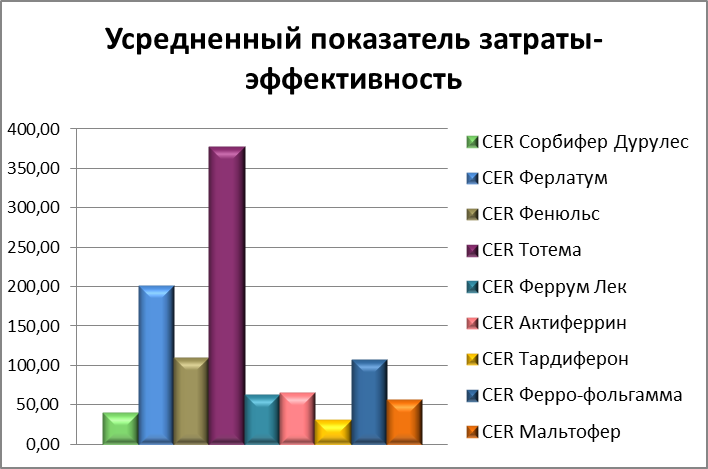 Усредненный показатель затраты-
эффективность
400,00
350,00
300,00
250,00
200,00
150,00
100,00
50,00
0,00
CER Сорбифер Дурулес
CER Ферлатум
CER Фенюльс
CER Тотема
CER Феррум Лек
CER Актиферрин
CER Тардиферон
CER Ферро-фольгамма
CER Мальтофер